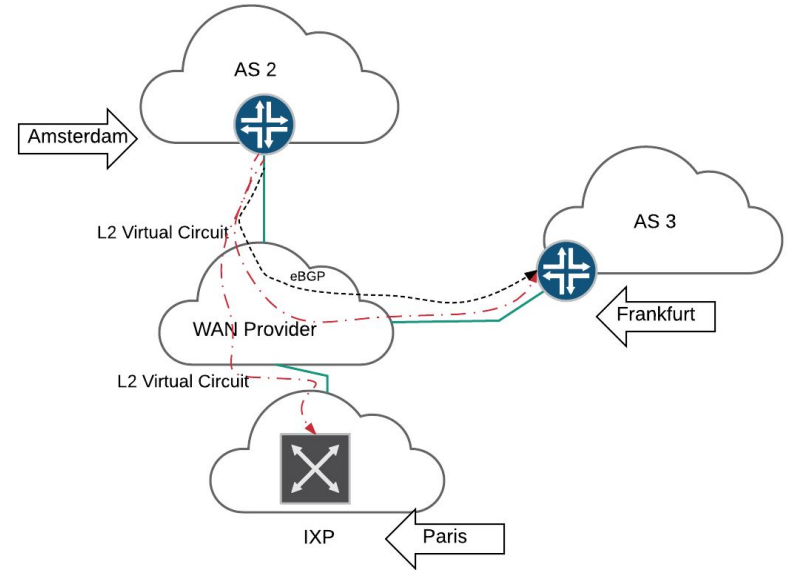 AS 2
Amsterdam
AS 3
L2 Virtual Circuit
eBGP
Frankfurt
WAN Provider
L2 Virtual Circuit
IXP
Paris